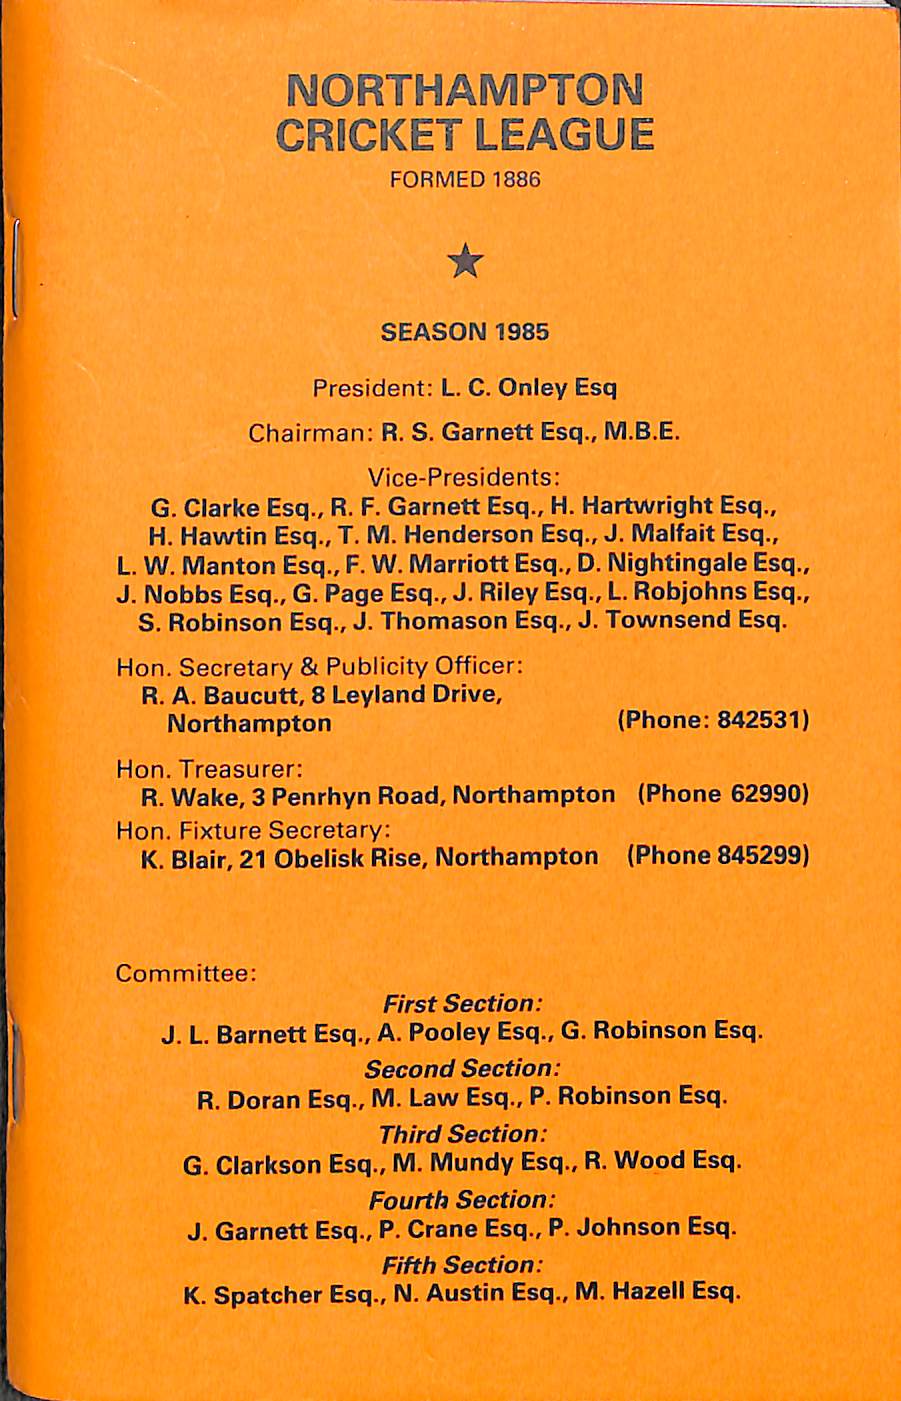 NORTHAMPTON
CRICKET LEAGUE
FORMED 1886
SEASON 1985
President: L. C. Onley Esq
Chairman: R. S. Garnett Esq., M.B.E.
Vice-Presidents:
G. Clarke Esq., R. F. Garnett Esq., H. Hartwright Esq.,
H. Hawtin Esq., T. M. Henderson Esq., J. Malfait Esq.,
L. W. Manton Esq., F. W. Marriott Esq., D. Nightingale Esq.,
J. Nobbs Esq., G. Page Esq., J. Riley Esq., L. Robjohns Esq.,
S. Robinson Esq., J. Thomason Esq., J. Townsend Esq.
Hon. Secretary & Publicity Officer:
R. A. Baucutt, 8 Leyland Drive,
Northampton (Phone: 842531)
Hon. Treasurer:
R. Wake, 3 Penrhyn Road, Northampton (Phone 62990)
Hon. Fixture Secretary:
K. Blair, 21 Obelisk Rise, Northampton (Phone 845299)
Committee:
First Section:
J. L. Barnett Esq., A. Pooley Esq., G. Robinson Esq.
Second Section:
R. Doran Esq., M. Law Esq., P. Robinson Esq.
Third Section:
G. Clarkson Esq., M. Mundy Esq., R. Wood Esq.
Fourth Section:
J. Garnett Esq., P. Crane Esq., P. Johnson Esq.
Fifth Section:
K. Spatcher Esq., N. Austin Esq., M. Hazell Esq.